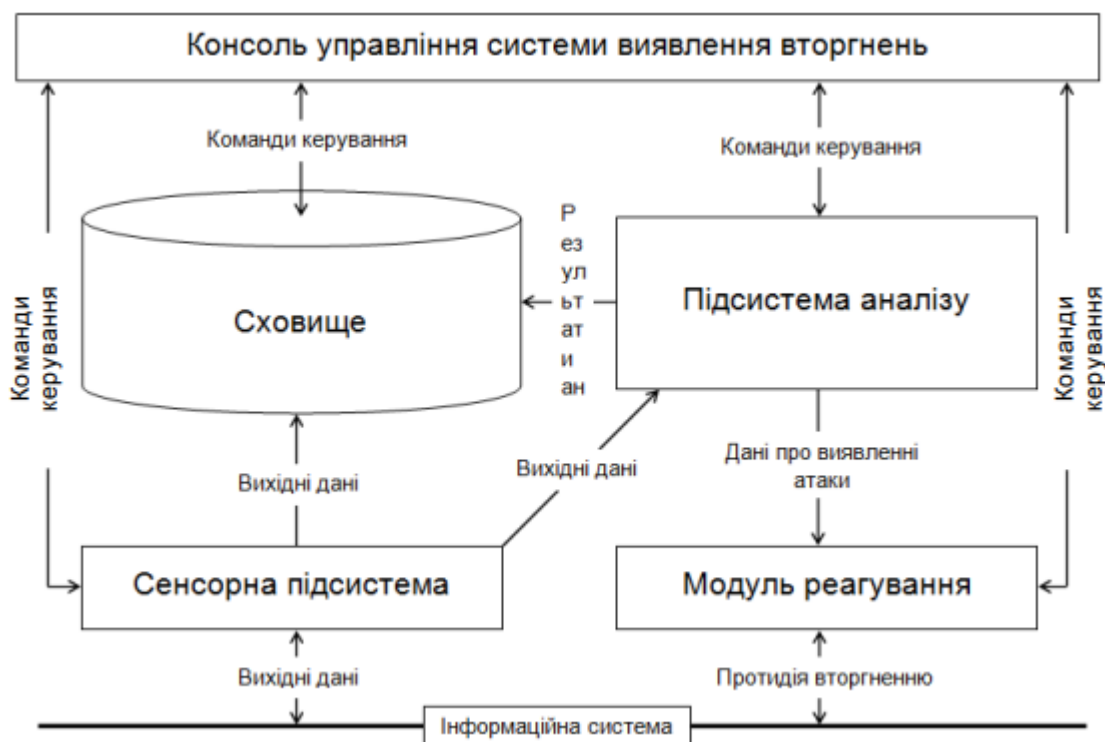 Консоль управління системи виявлення вторгнень
Команди керування
Команди керування
Р
ез
ул
ьт
ат
и
ан
Команди
керування
Сховище
Підсистема аналізу
Команди
керування
Вихідні дані
Вихідні дані
Дані про виявленні
атаки
Сенсорна підсистема
Модуль реагування
Вихідні дані
Протидія вторгненню
Інформаційна система